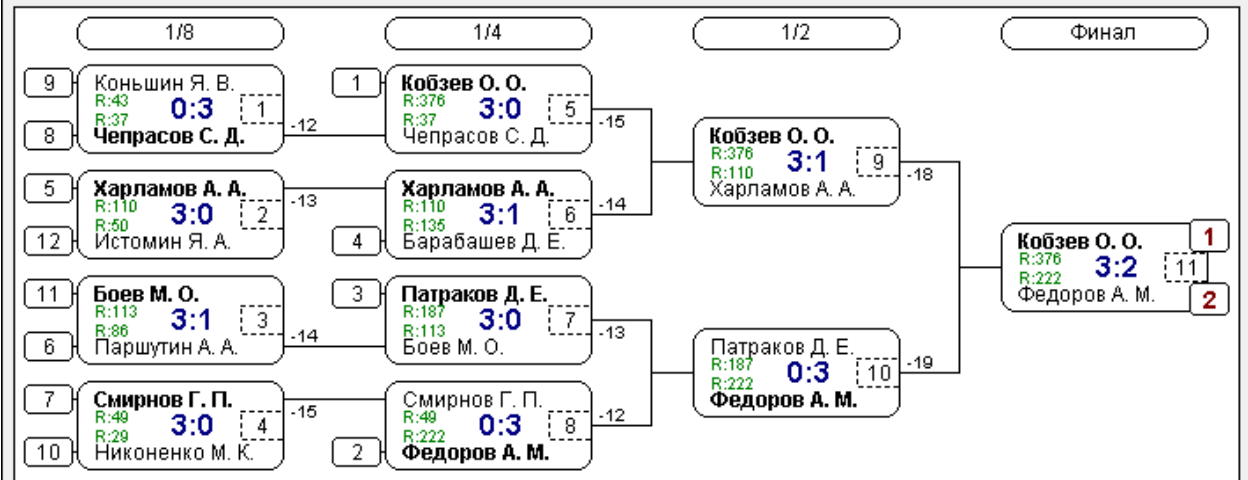 1/8
1/4
1/2
Финал
9
Коньшин Я. В.
R:43
R:37
0:3
1
8
Чепрасов С. Д.
-12
5
Харламов А. А.
R:110
R:50
3:0
2
12
Истомин Я. А.
-13
11
Боев М. О.
R:113
R:86
3:1
3
6
Паршутин А. А.
-14
7
Смирнов Г. П.
R:49
R:29
3:0
4
10
Никоненко М. К.
-15
1
Кобзев О. О.
R:376
R:37
3:0
5
Чепрасов С. Д.
-15
Харламов А. А.
R:110
R:135
3:1
6
4
Барабашев Д. Е.
-14
3
Патраков Д. Е.
R:187
R:113
3:0
7
Боев М. О.
-13
Смирнов Г. П.
R:49
R:222
0:3
8
2
Федоров А. М.
-12
Кобзев О. О.
R:376
R:110
3:1
9
Харламов А. А.
-18
Патраков Д. Е.
R:187
R:222
0:3
10
Федоров А. М.
-19
Кобзев О. О.
1
R:376
R:222
3:2
11
Федоров А. М.
2